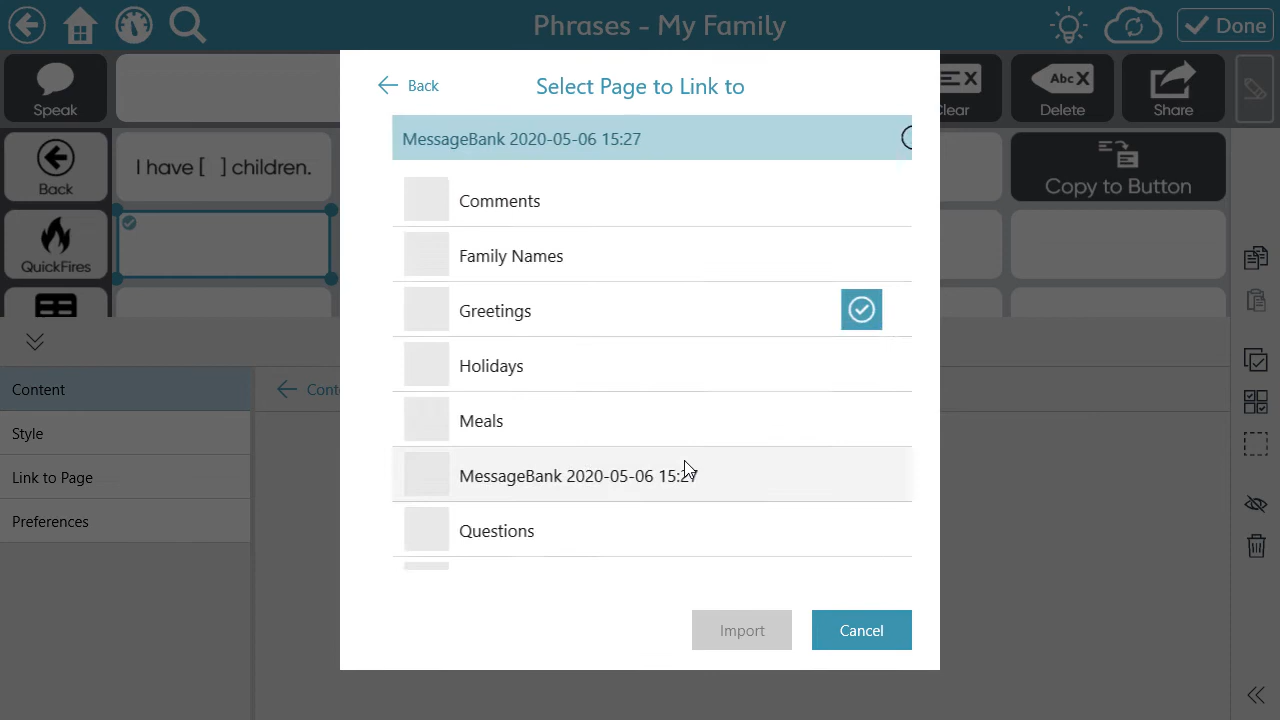 Phrases - My Family
Done
Select Page to Link to
Back
Speak
Clear
Abc X
Delete
Share
MessageBank 2020-05-06 15:27
Back
I have [ ] children.
Copy to Button
Comments
QuickFires
Family Names
Greetings
Holidays
Content
Meals
Style
Link to Page
MessageBank 2020-05-06 15:27
Preferences
Questions
Import
Cancel